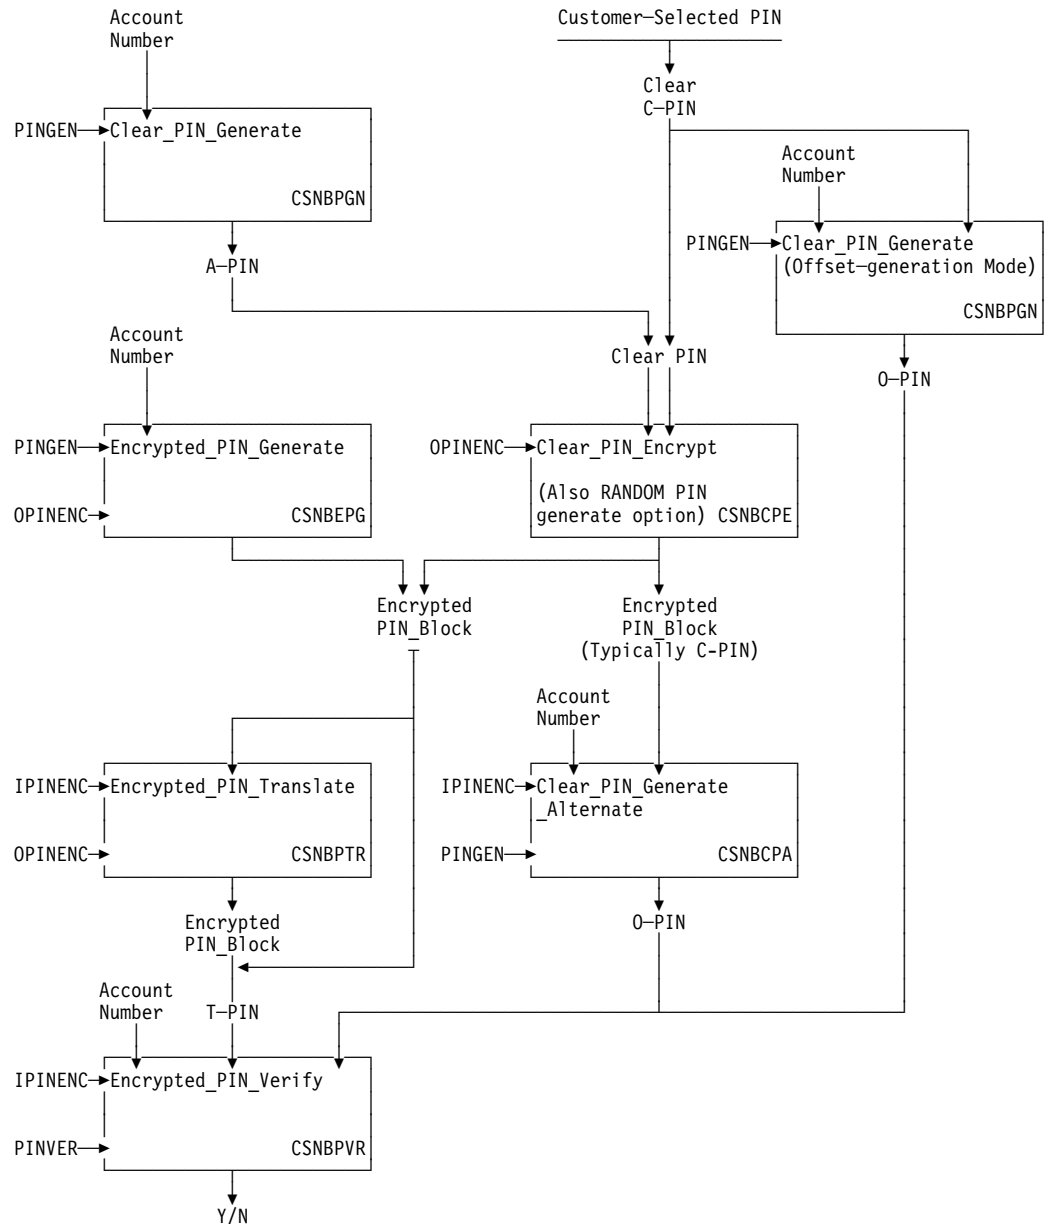 Account
Number
Customer—Selected PIN
Clear
C—PIN
PINGEN
Clear_PIN_Generate
CSNBPGN
Account
Number
PINGEN
Clear_PIN_Generate
(Offset—generation Mode)
CSNBPGN
A—PIN
Account
Number
Clear PIN
O—PIN
PINGEN
Encrypted_PIN_Generate
OPINENC
CSNBEPG
OPINENC
Clear_PIN_Encrypt
(Also RANDOM PIN
generate option) CSNBCPE
Encrypted
PIN_Block
Encrypted
PIN_Block
(Typically C-PIN)
Account
Number
IPINENC
Encrypted_PIN_Translate
OPINENC
CSNBPTR
IPINENC
Clear_PIN_Generate
_Alternate
PINGEN
CSNBCPA
Encrypted
PIN_Block
O—PIN
Account
Number
T—PIN
IPINENC
Encrypted_PIN_Verify
PINVER
CSNBPVR
Y/N